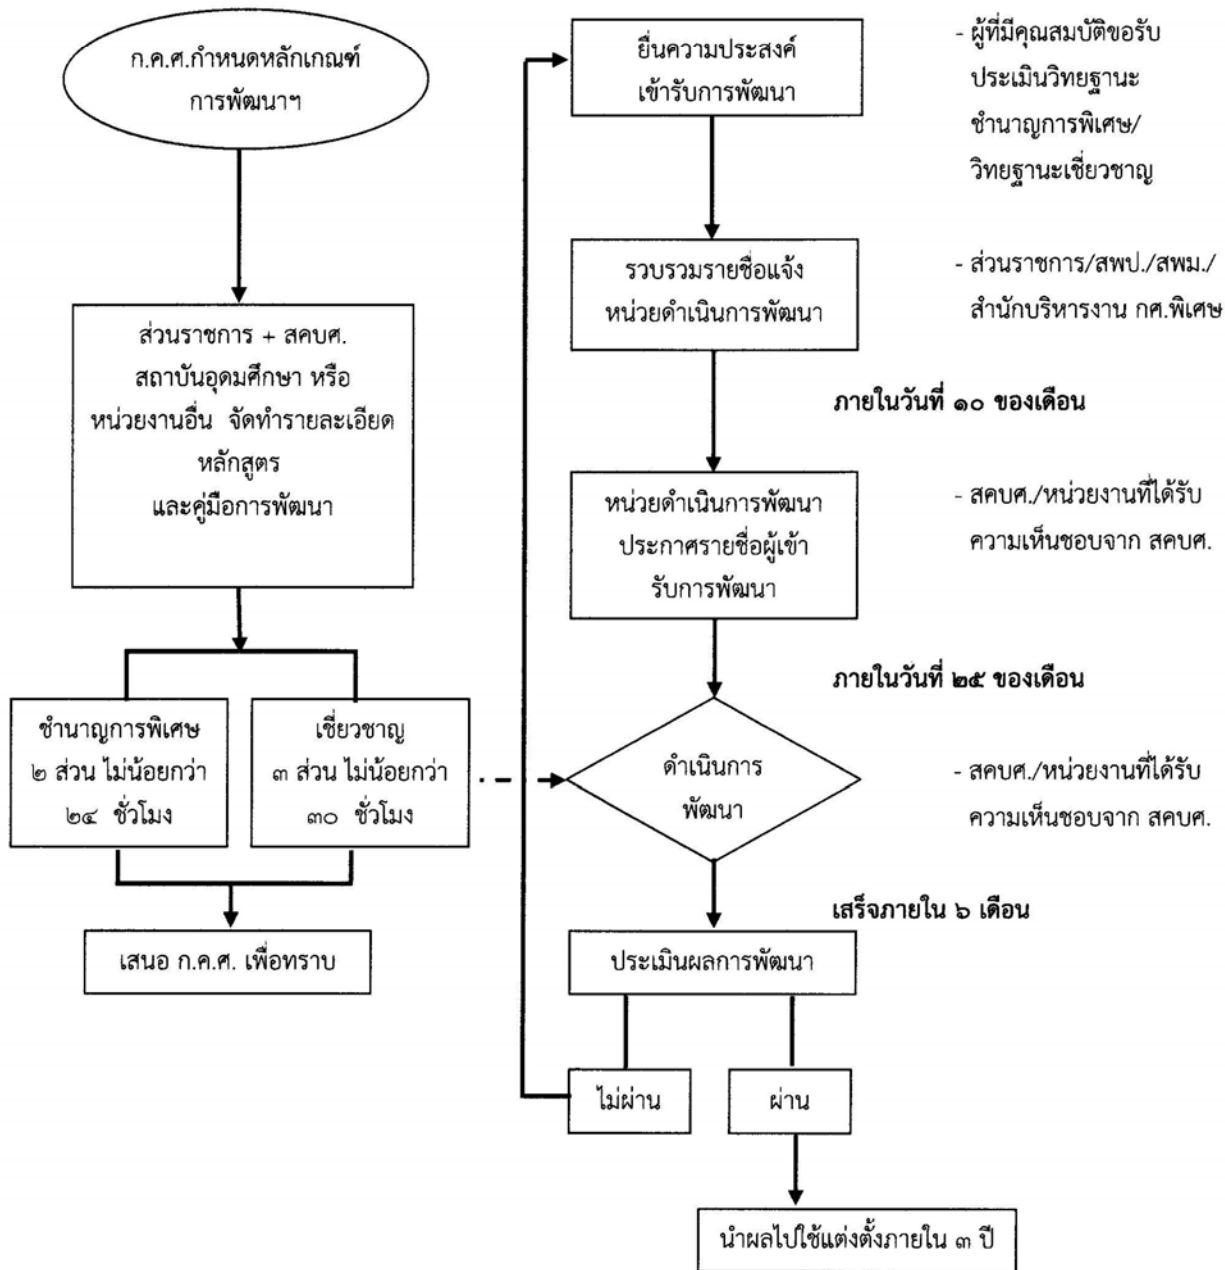 ก.ค.ศ.กำหนดหลักเกณฑ์
การพัฒนาฯ
ส่วนราชการ + สคบศ.
สถาบันอุดมศึกษา หรือ
หน่วยงานอื่น จัดทำรายละเอียด
หลักสูตร
และคู่มือการพัฒนา
ชำนาญการพิเศษ
๒ ส่วน ไม่น้อยกว่า
๒๔ ชั่วโมง
เชี่ยวชาญ
๓ ส่วน ไม่น้อยกว่า
๓๐ ชั่วโมง
เสนอ ก.ค.ศ. เพื่อทราบ
ยื่นความประสงค์
เข้ารับการพัฒนา
- ผู้ที่มีคุณสมบัติขอรับ
ประเมินวิทยฐานะ
ชำนาญการพิเศษ/
วิทยฐานะเชี่ยวชาญ
รวบรวมรายชื่อแจ้ง
หน่วยดำเนินการพัฒนา
- ส่วนราชการ/สพป./สพม./
สำนักบริหารงาน กศ.พิเศษ
ภายในวันที่ ๑๐ ของเดือน
หน่วยดำเนินการพัฒนา
ประกาศรายชื่อผู้เข้า
รับการพัฒนา
- สคบศ./หน่วยงานที่ได้รับ
ความเห็นชอบจาก สคบศ.
ภายในวันที่ ๒๕ ของเดือน
ดำเนินการ
พัฒนา
- สคบศ./หน่วยงานที่ได้รับ
ความเห็นชอบจาก สคบศ.
เสร็จภายใน ๖ เดือน
ประเมินผลการพัฒนา
ไม่ผ่าน
ผ่าน
นำผลไปใช้แต่งตั้งภายใน ๓ ปี